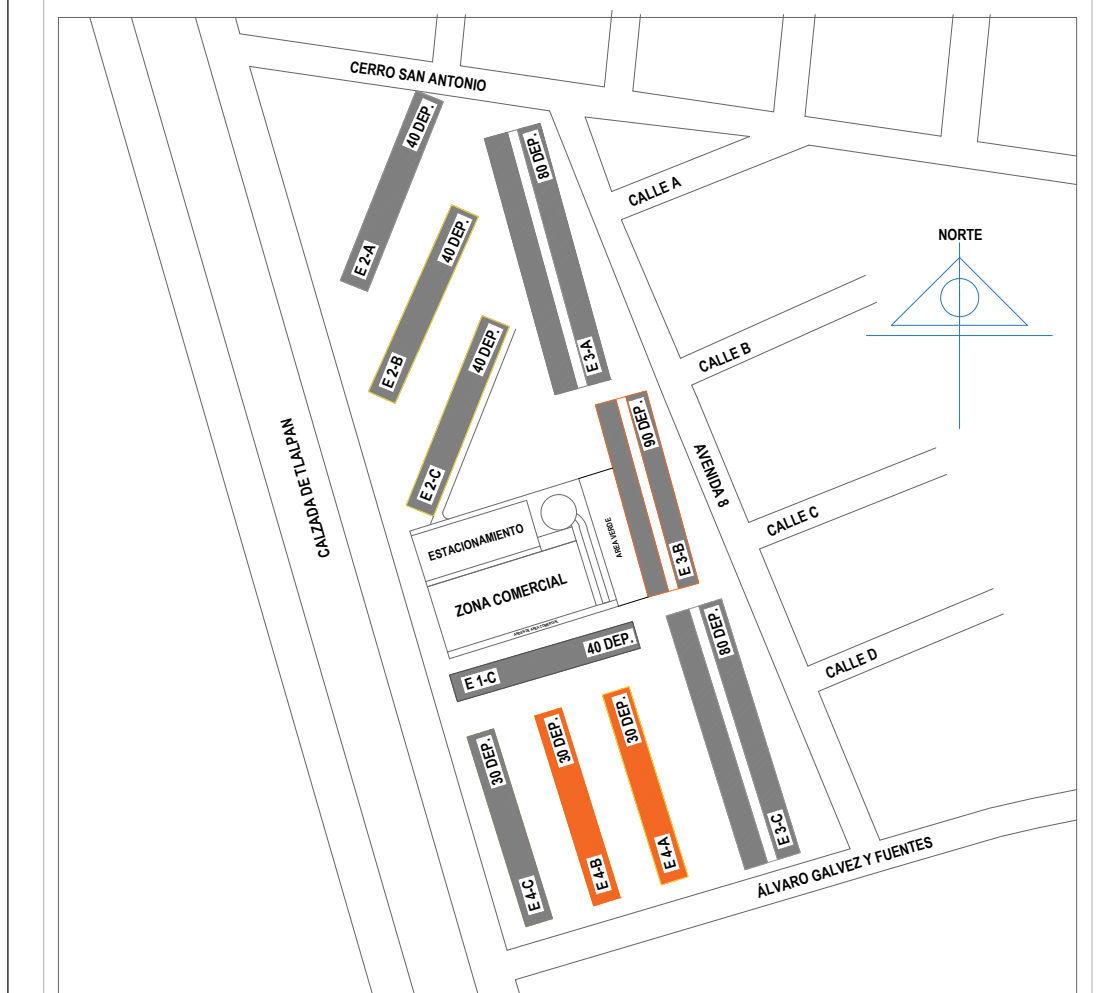 CERRO SAN ANTONIO
40 DEP.
E 2-A
80 DEP.
E 3-A
CALLE A
NORTE
40 DEP.
E 2-B
40 DEP.
E 2-C
CALLE B
CALZADA DE TLALPAN
90 DEP.
E 3-B
AVENIDA 8
CALLE C
ESTACIONAMIENTO
AREA VERDE
ZONA COMERCIAL
40 DEP.
E 1-C
80 DEP.
E 3-C
CALLE D
30 DEP.
E 4-C
30 DEP.
E 4-B
30 DEP.
E 4-A
ÁLVARO GALVEZ Y FUENTES